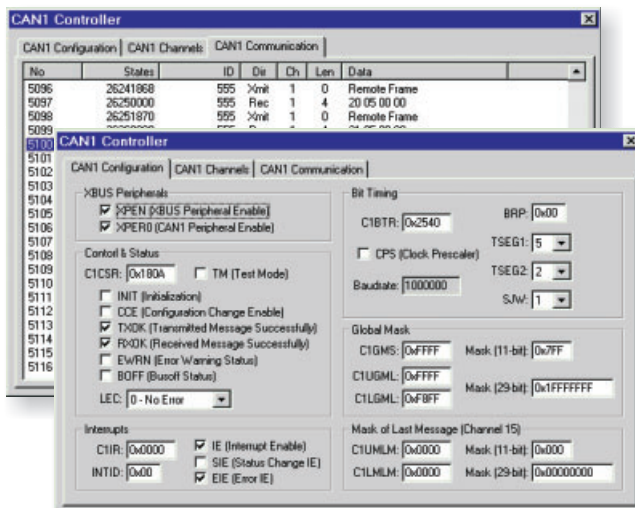 CAN1 Controller
CAN1 Configuration CAN1 Channels CAN1 Communication
No States ID Dir Ch Len Data
5096 26241868 555 Xmit 1 0 Remote Frame
5097 26250000 555 Rec 1 4 20 05 00 00
5098 26251870 555 Xmit 1 0 Remote Frame
5099
5100
5101
5102
5103
5104
5105
5106
5107
5108
5109
5110
5111
5112
5113
5114
5115
5116
CAN1 Controller
CAN1 Configuration CAN1 Channels CAN1 Communication
XBUS Peripherals
XPEN (XBUS Peripheral Enable)
XPER0 (CAN1 Peripheral Enable)
Contorl & Status
C1CSR: 0x180A TM (Test Mode)
INIT (Initialization)
CCE (Configuration Change Enable)
TXOK (Transmitted Message Successfully)
RXOK (Received Message Successfully)
EWRN (Error Warning Status)
BOFF (Busoff Status)
LEC: 0 - No Error
Interrupts
C1IR: 0x0000 IE (Interrupt Enable)
SIE (Status Change IE)
INTID: 0x00 EIE (Error IE)
Bit Timing
C1BTR: 0x2540 BRP: 0x00
CPS (Clock Prescaler) TSEG1: 5
TSEG2: 2
Baudrate: 1000000
SJW: 1
Global Mask
C1GMS: 0xFFFF Mask (11-bit): 0x7FF
C1UGML: 0xFFFF
Mask (29-bit): 0x1FFFFFFF
C1LGML: 0xF8FF
Mask of Last Message (Channel 15)
C1UMLM: 0x0000 Mask (11-bit): 0x000
C1LMLM: 0x0000 Mask (29-bit): 0x00000000